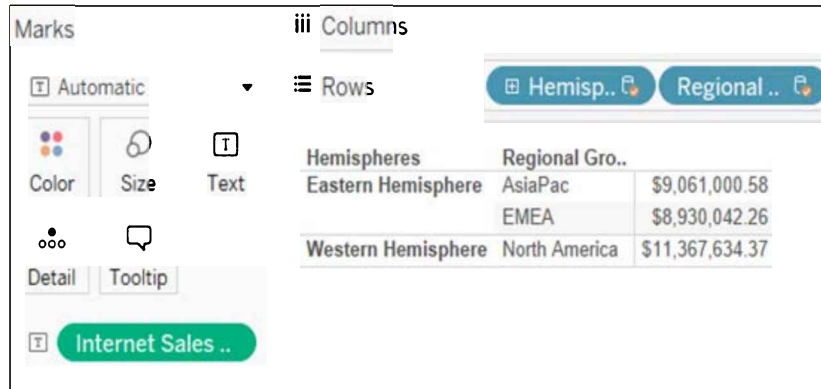 Marks
Columns
Rows
Hemisp..
Regional ..
T Automatic
Color
Size
T
Text
Detail
Tooltip
T Internet Sales ..
Hemispheres Regional Gro..
Eastern Hemisphere AsiaPac $9,061,000.58
EMEA $8,930,042.26
Western Hemisphere North America $11,367,634.37